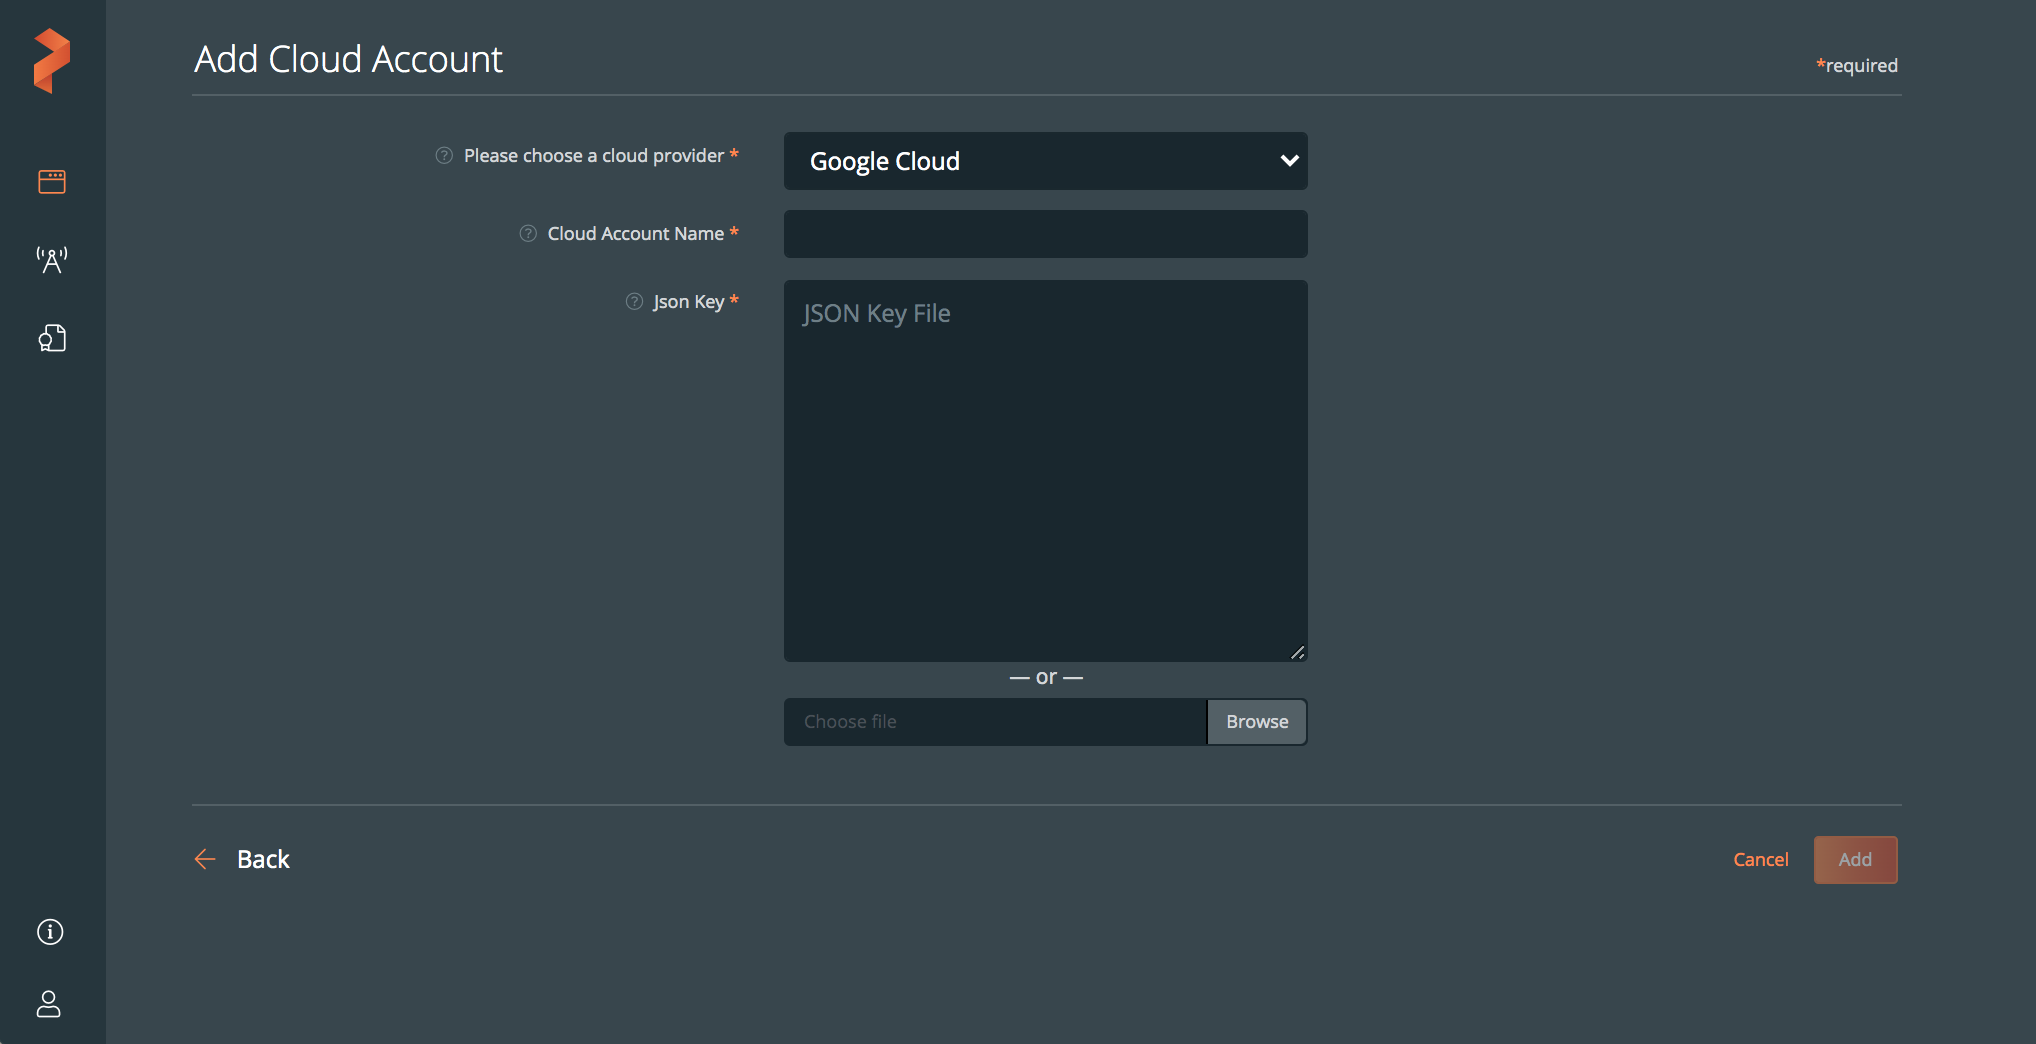 Add Cloud Account
*required
Please choose a cloud provider *
Google Cloud
Cloud Account Name *
Json Key *
JSON Key File
— or —
Choose file
Browse
Back
Cancel
Add